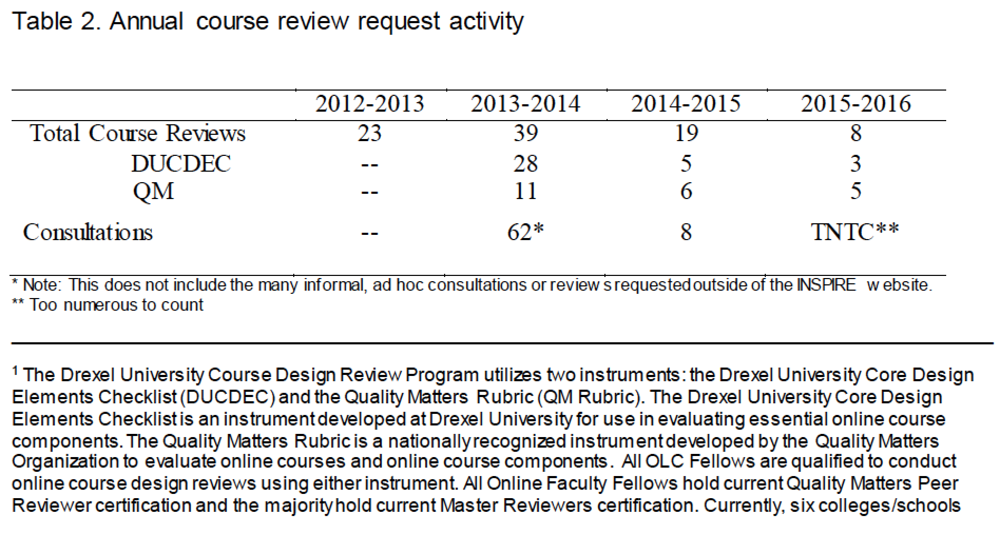 Table 2. Annual course review request activity
2012-2013 2013-2014 2014-2015 2015-2016
Total Course Reviews 23 39 19 8
DUCDEC -- 28 5 3
QM -- 11 6 5
Consultations -- 62* 8 TNTC**
* Note: This does not include the many informal, ad hoc consultations or reviews requested outside of the INSPIRE website.
** Too numerous to count
1 The Drexel University Course Design Review Program utilizes two instruments: the Drexel University Core Design
Elements Checklist (DUCDEC) and the Quality Matters Rubric (QM Rubric). The Drexel University Core Design
Elements Checklist is an instrument developed at Drexel University for use in evaluating essential online course
components. The Quality Matters Rubric is a nationally recognized instrument developed by the Quality Matters
Organization to evaluate online courses and online course components. All OLC Fellows are qualified to conduct
online course design reviews using either instrument. All Online Faculty Fellows hold current Quality Matters Peer
Reviewer certification and the majority hold current Master Reviewers certification. Currently, six colleges/schools